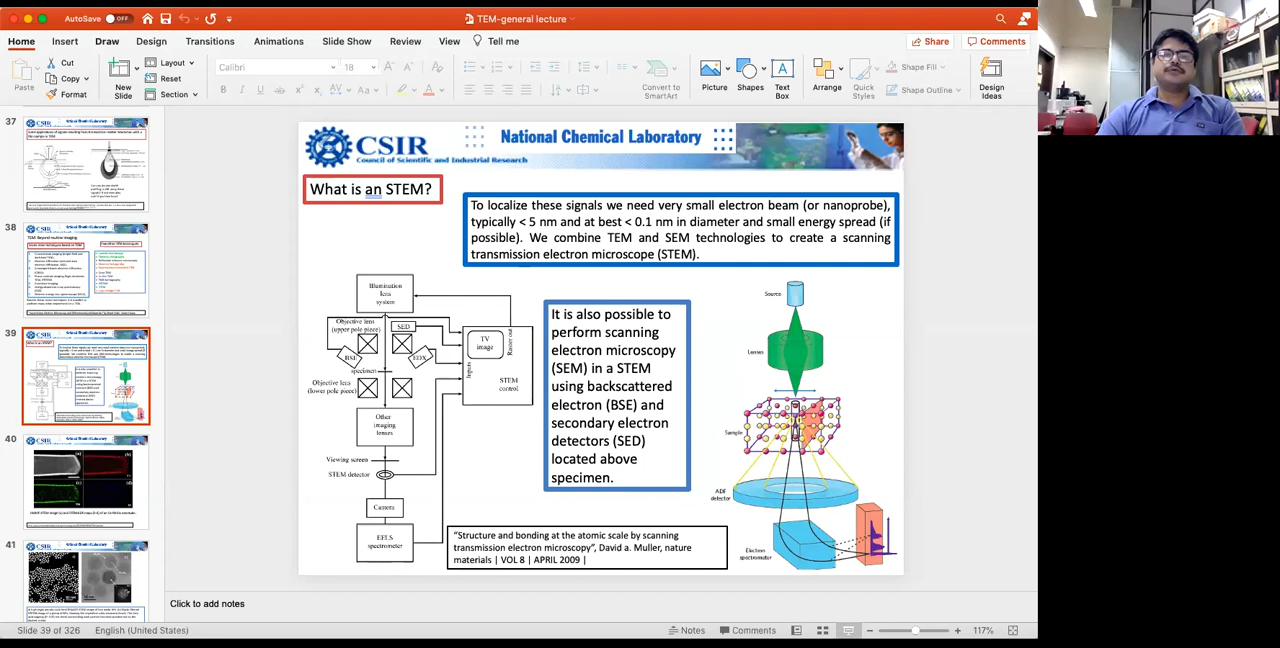 AutoSave OFF
TEM-general lecture
Home Insert Draw Design Transitions Animations Slide Show Review View Tell me
Share Comments
Paste
Cut
Copy
Format
New Slide
Layout
Reset
Section
Calibri 18
Convert to SmartArt
Picture
Shapes
Text Box
Arrange
Quick Styles
Shape Fill
Shape Outline
Design Ideas
37
38
39
40
41
CSIR
Council of Scientific and Industrial Research
National Chemical Laboratory
What is an STEM?
To localize these signals we need very small electron beam (or nanoprobe),
typically < 5 nm and at best < 0.1 nm in diameter and small energy spread (if
possible). We combine TEM and SEM technologies to create a scanning
transmission electron microscope (STEM).
Illumination
lens
system
Objective lens
(upper pole piece)
SED
BSE
EDX
specimen
Objective lens
(lower pole piece)
TV
image
Inputs
STEM
control
Other
imaging
lenses
Viewing screen
STEM detector
Camera
EELS
spectrometer
It is also possible to
perform scanning
electron microscopy
(SEM) in a STEM
using backscattered
electron (BSE) and
secondary electron
detectors (SED)
located above
specimen.
Source
Lenses
Sample
ADF
detector
Electron
spectrometer
"Structure and bonding at the atomic scale by scanning
transmission electron microscopy", David a. Muller, nature
materials | VOL 8 | APRIL 2009 |
Click to add notes
Slide 39 of 326 English (United States)
Notes Comments 117%